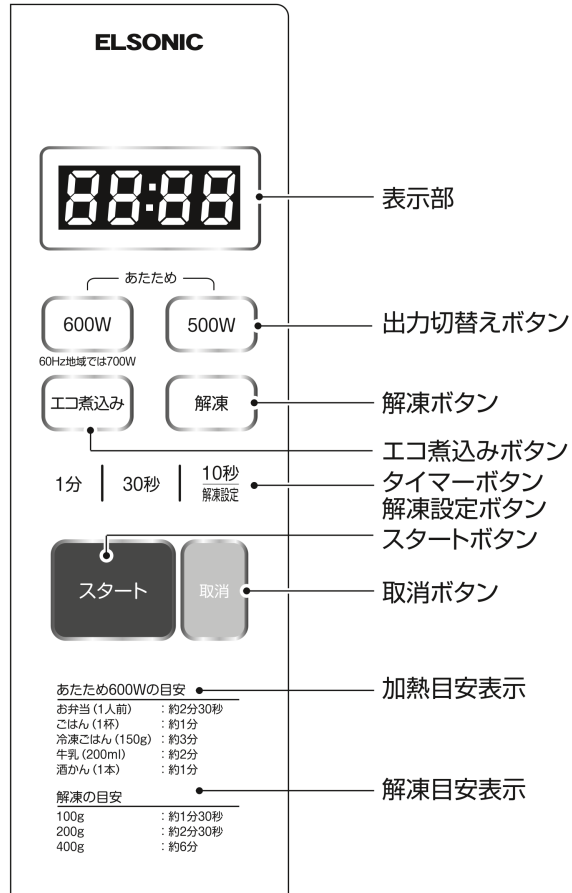 ELSONIC
88:88
表示部
あたため
600W
500W
出力切替えボタン
60Hz地域では700W
エコ煮込み
解凍
解凍ボタン
エコ煮込みボタン
1分
30秒
10秒
解凍設定
タイマーボタン
解凍設定ボタン
スタートボタン
スタート
取消
取消ボタン
あたため600Wの目安
加熱目安表示
お弁当(1人前) :約2分30秒
ごはん(1杯) :約1分
冷凍ごはん(150g) :約3分
牛乳(200ml) :約2分
酒かん(1本) :約1分
解凍の目安
解凍目安表示
100g :約1分30秒
200g :約2分30秒
400g :約6分